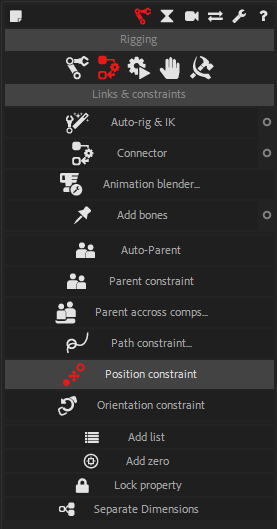 ?
Rigging
Links & constraints
Auto-rig & IK
Connector
Animation blender...
Add bones
Auto-Parent
Parent constraint
Parent accross comps...
Path constraint...
Position constraint
Orientation constraint
Add list
Add zero
Lock property
Separate Dimensions